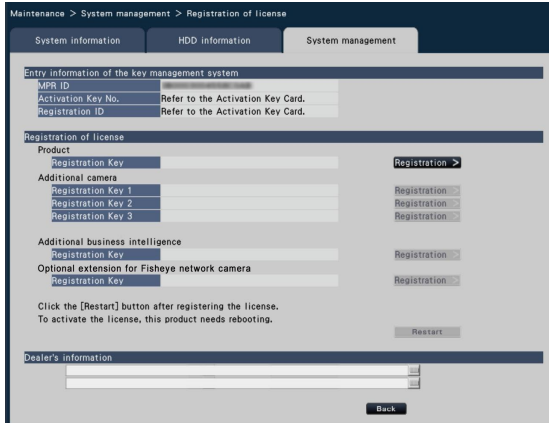 Maintenance > System management > Registration of license
System information HDD information System management
Entry information of the key management system
MPR ID
Activation Key No. Refer to the Activation Key Card.
Registration ID Refer to the Activation Key Card.
Registration of license
Product
Registration Key Registration >
Additional camera
Registration Key 1 Registration >
Registration Key 2 Registration >
Registration Key 3 Registration >
Additional business intelligence
Registration Key Registration >
Optional extension for Fisheye network camera
Registration Key Registration >
Click the [Restart] button after registering the license.
To activate the license, this product needs rebooting.
Restart
Dealer's information
Back